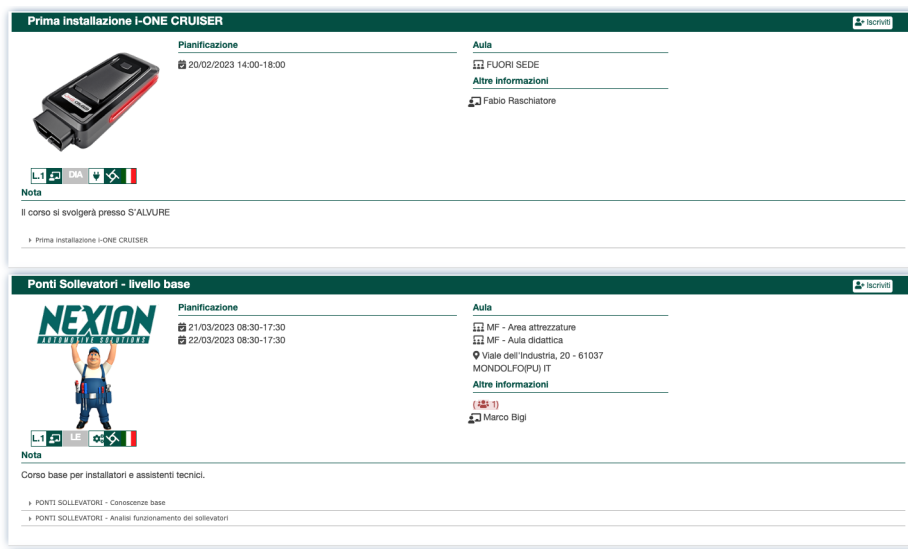 Prima installazione i-ONE CRUISER
Iscriviti
Pianificazione
20/02/2023 14:00-18:00
Aula
FUORI SEDE
Altre informazioni
Fabio Raschiatore
L.1 DIA
Nota
Il corso si svolgerà presso S'ALVURE
Prima installazione i-ONE CRUISER
Ponti Sollevatori - livello base
Iscriviti
NEXION
AUTOMOTIVE SOLUTIONS
Pianificazione
21/03/2023 08:30-17:30
22/03/2023 08:30-17:30
Aula
MF - Area attrezzature
MF - Aula didattica
Viale dell'Industria, 20 - 61037
MONDOLFO(PU) IT
Altre informazioni
( 1)
Marco Bigi
L.1 LE
Nota
Corso base per installatori e assistenti tecnici.
PONTI SOLLEVATORI - Conoscenze base
PONTI SOLLEVATORI - Analisi funzionamento dei sollevatori